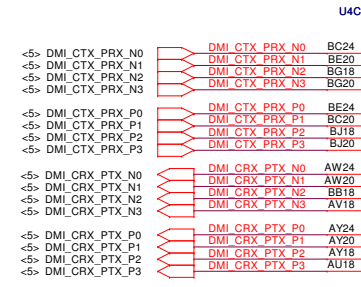 U4C
<5> DMI_CTX_PRX_N0 DMI_CTX_PRX_N0 BC24
<5> DMI_CTX_PRX_N1 DMI_CTX_PRX_N1 BE20
<5> DMI_CTX_PRX_N2 DMI_CTX_PRX_N2 BG18
<5> DMI_CTX_PRX_N3 DMI_CTX_PRX_N3 BG20
<5> DMI_CTX_PRX_P0 DMI_CTX_PRX_P0 BE24
<5> DMI_CTX_PRX_P1 DMI_CTX_PRX_P1 BC20
<5> DMI_CTX_PRX_P2 DMI_CTX_PRX_P2 BJ18
<5> DMI_CTX_PRX_P3 DMI_CTX_PRX_P3 BJ20
<5> DMI_CRX_PTX_N0 DMI_CRX_PTX_N0 AW24
<5> DMI_CRX_PTX_N1 DMI_CRX_PTX_N1 AW20
<5> DMI_CRX_PTX_N2 DMI_CRX_PTX_N2 BB18
<5> DMI_CRX_PTX_N3 DMI_CRX_PTX_N3 AV18
<5> DMI_CRX_PTX_P0 DMI_CRX_PTX_P0 AY24
<5> DMI_CRX_PTX_P1 DMI_CRX_PTX_P1 AY20
<5> DMI_CRX_PTX_P2 DMI_CRX_PTX_P2 AY18
<5> DMI_CRX_PTX_P3 DMI_CRX_PTX_P3 AU18